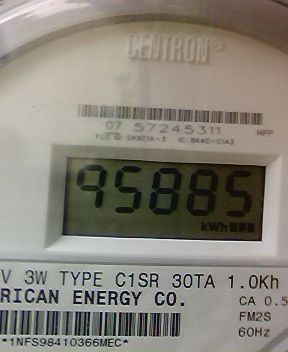 CENTRON®
07 57245311 HPP
95885
kWh
V 3W TYPE C1SR 30TA 1.0Kh
RICAN ENERGY CO. CA 0.5
FM2S
*1NFS98410366MEC* 60Hz